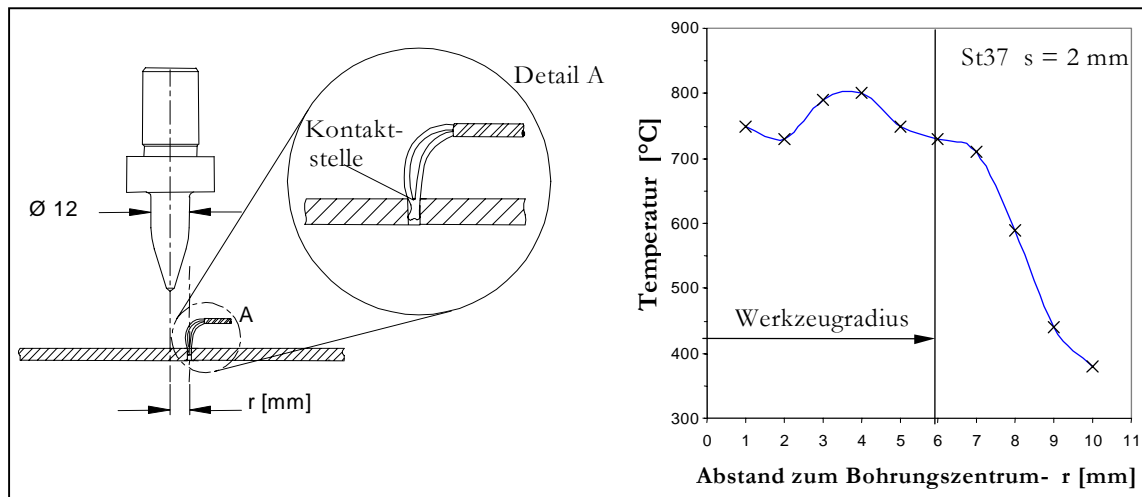 Detail A
Kontakt-
stelle
Ø 12
A
r [mm]
St37 s = 2 mm
Temperatur [°C]
900
800
700
600
500
400
300
Werkzeugradius
0 1 2 3 4 5 6 7 8 9 10 11
Abstand zum Bohrungszentrum- r [mm]